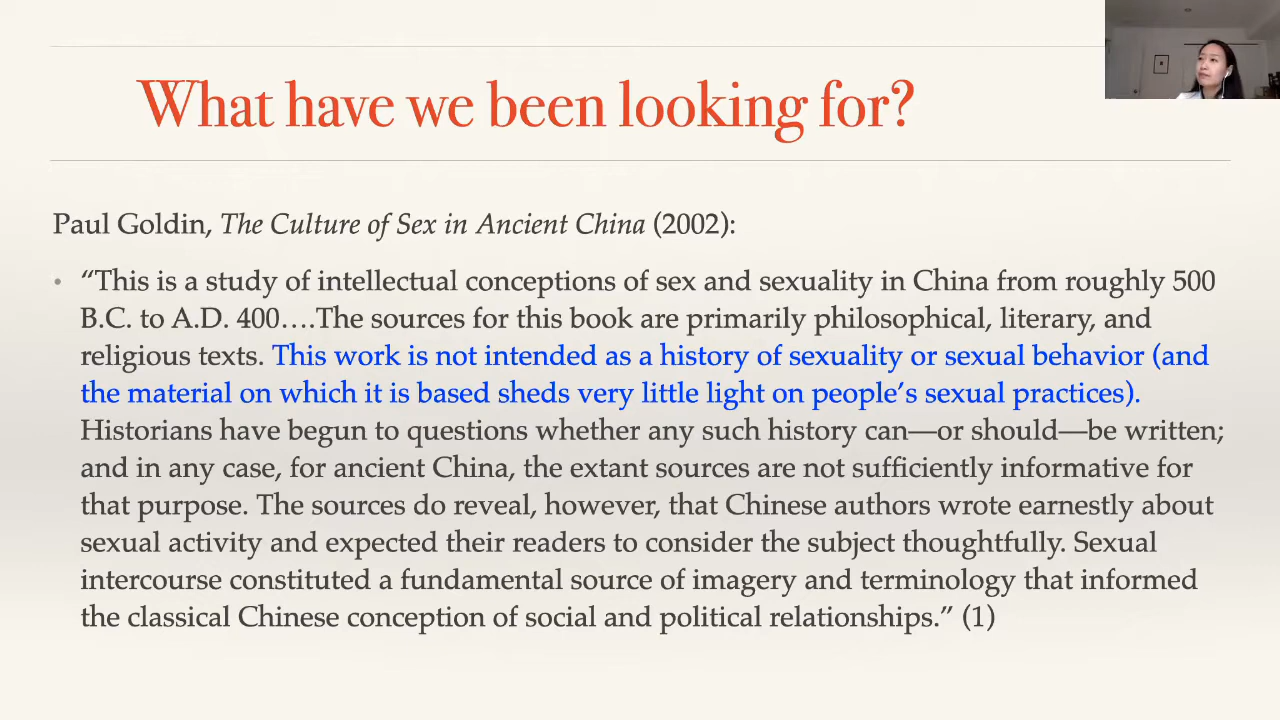 What have we been looking for?
Paul Goldin, The Culture of Sex in Ancient China (2002):
• “This is a study of intellectual conceptions of sex and sexuality in China from roughly 500
B.C. to A.D. 400….The sources for this book are primarily philosophical, literary, and
religious texts. This work is not intended as a history of sexuality or sexual behavior (and
the material on which it is based sheds very little light on people’s sexual practices).
Historians have begun to questions whether any such history can—or should—be written;
and in any case, for ancient China, the extant sources are not sufficiently informative for
that purpose. The sources do reveal, however, that Chinese authors wrote earnestly about
sexual activity and expected their readers to consider the subject thoughtfully. Sexual
intercourse constituted a fundamental source of imagery and terminology that informed
the classical Chinese conception of social and political relationships.” (1)